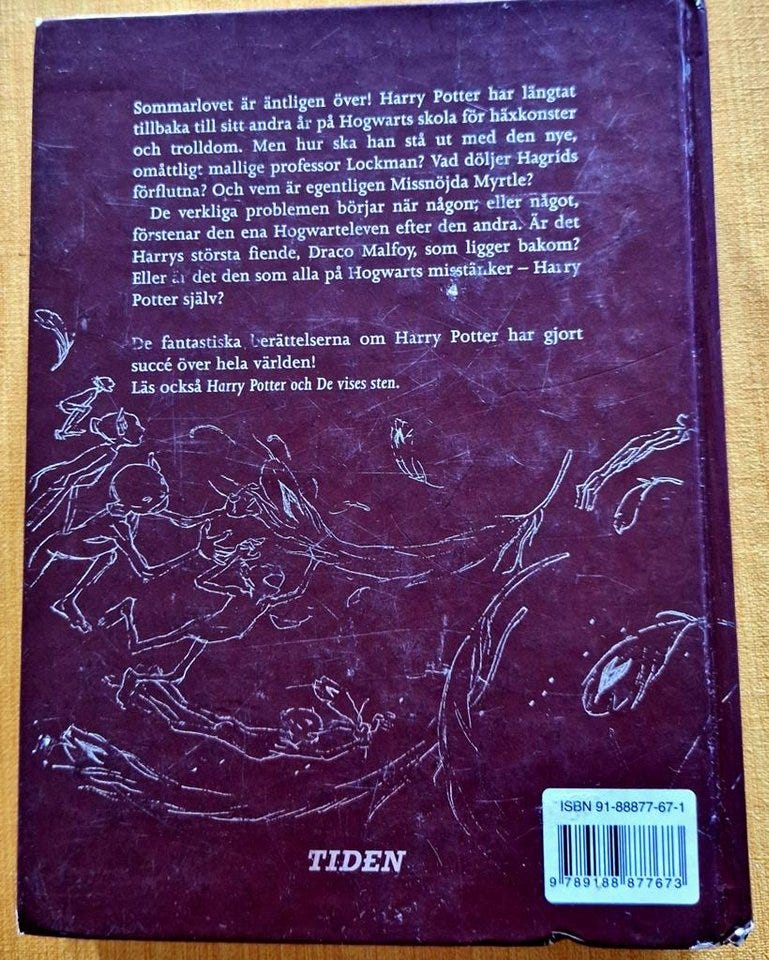 Sommarlovet är äntligen över! Harry Potter har längtat
tillbaka till sitt andra år på Hogwarts skola för häxkonster
och trolldom. Men hur ska han stå ut med den nye,
omåttligt mallige professor Lockman? Vad döljer Hagrids
förflutna? Och vem är egentligen Missnöjda Myrtle?
De verkliga problemen börjar när någon, eller något,
förstenar den ena Hogwarteleven efter den andra. Är det
Harrys största fiende, Draco Malfoy, som ligger bakom?
Eller är det den som alla på Hogwarts misstänker – Harry
Potter själv?
De fantastiska berättelserna om Harry Potter har gjort
succé över hela världen!
Läs också Harry Potter och De vises sten.
ISBN 91-88877-67-1
9 789188 877673
TIDEN